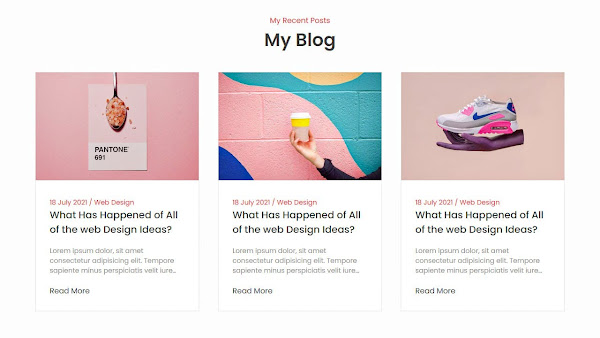 My Recent Posts
My Blog
PANTONE®
691
18 July 2021 / Web Design
What Has Happened of All
of the web Design Ideas?
Lorem ipsum dolor, sit amet
consectetur adipisicing elit. Tempore
sapiente minus perspiciatis velit iure...
Read More
18 July 2021 / Web Design
What Has Happened of All
of the web Design Ideas?
Lorem ipsum dolor, sit amet
consectetur adipisicing elit. Tempore
sapiente minus perspiciatis velit iure...
Read More
18 July 2021 / Web Design
What Has Happened of All
of the web Design Ideas?
Lorem ipsum dolor, sit amet
consectetur adipisicing elit. Tempore
sapiente minus perspiciatis velit iure...
Read More